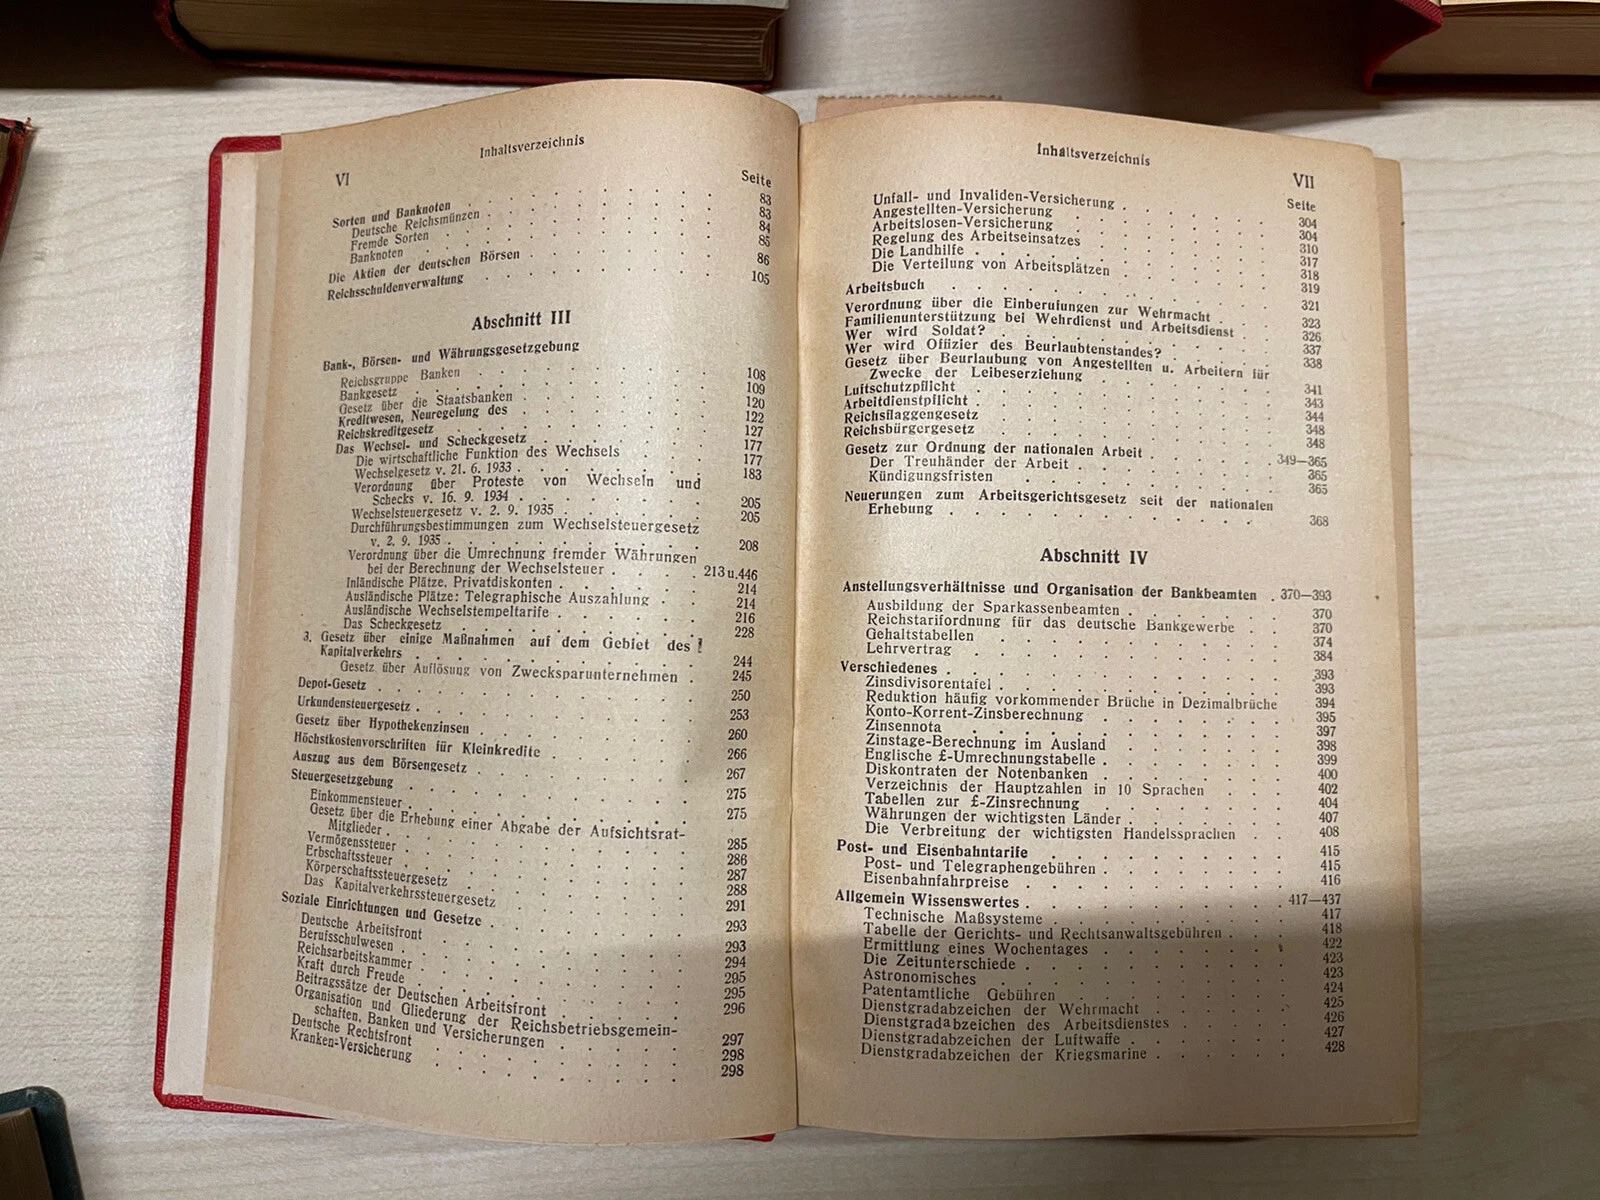 Inhaltsverzeichnis
VI
Seite
Sorten und Banknoten . . . . . . . 83
Deutsche Reichsmünzen . . . . . . . 83
Fremde Sorten . . . . . . . 84
Banknoten . . . . . . . 85
Die Aktien der deutschen Börsen . . . . . . . 86
Reichsschuldenverwaltung . . . . . . . 105
Abschnitt III
Bank-, Börsen- und Währungsgesetzgebung
Reichsgruppe Banken . . . . . . . 108
Bankgesetz . . . . . . . 109
Gesetz über die Staatsbanken . . . . . . . 120
Kreditwesen, Neuregelung des . . . . . . . 122
Reichskreditgesetz . . . . . . . 127
Das Wechsel- und Scheckgesetz . . . . . . . 177
Die wirtschaftliche Funktion des Wechsels . . . 177
Wechselgesetz v. 21. 6. 1933 . . . . . . . 183
Verordnung über Proteste von Wechseln und
Schecks v. 16. 9. 1934 . . . . . . . 205
Wechselsteuergesetz v. 2. 9. 1935 . . . . . . 205
Durchführungsbestimmungen zum Wechselsteuergesetz
v. 2. 9. 1935 . . . . . . . 208
Verordnung über die Umrechnung fremder Währungen
bei der Berechnung der Wechselsteuer . . . . 213 u. 446
Inländische Plätze, Privatdiskonten . . . . . . 214
Ausländische Plätze: Telegraphische Auszahlung . . 214
Ausländische Wechselstempeltarife . . . . . . 216
Das Scheckgesetz . . . . . . . 228
3. Gesetz über einige Maßnahmen auf dem Gebiet des
Kapitalverkehrs . . . . . . . 244
Gesetz über Auflösung von Zwecksparunternehmen . 245
Depot-Gesetz . . . . . . . 250
Urkundensteuergesetz . . . . . . . 253
Gesetz über Hypothekenzinsen . . . . . . . 260
Höchstkostenvorschriften für Kleinkredite . . . . . 266
Auszug aus dem Börsengesetz . . . . . . . 267
Steuergesetzgebung . . . . . . . 275
Einkommensteuer . . . . . . . 275
Gesetz über die Erhebung einer Abgabe der Aufsichtsrat-
Mitglieder . . . . . . . 285
Vermögenssteuer . . . . . . . 286
Erbschaftssteuer . . . . . . . 287
Körperschaftssteuergesetz . . . . . . . 288
Das Kapitalverkehrssteuergesetz . . . . . . . 291
Soziale Einrichtungen und Gesetze . . . . . . . 293
Deutsche Arbeitsfront . . . . . . . 293
Berufsschulwesen . . . . . . . 294
Reichsarbeitskammer . . . . . . . 295
Kraft durch Freude . . . . . . . 295
Beitragssätze der Deutschen Arbeitsfront . . . . . 296
Organisation und Gliederung der Reichsbetriebsgemein-
schaften, Banken und Versicherungen . . . . . 297
Deutsche Rechtsfront . . . . . . . 298
Kranken-Versicherung . . . . . . . 298
Inhaltsverzeichnis
VII
Seite
Unfall- und Invaliden-Versicherung . . . . . . 304
Angestellten-Versicherung . . . . . . . 304
Arbeitslosen-Versicherung . . . . . . . 310
Regelung des Arbeitseinsatzes . . . . . . . 317
Die Landhilfe . . . . . . . 318
Die Verteilung von Arbeitsplätzen . . . . . . 319
Arbeitsbuch . . . . . . . 321
Verordnung über die Einberufungen zur Wehrmacht . . . 323
Familienunterstützung bei Wehrdienst und Arbeitsdienst . . 326
Wer wird Soldat? . . . . . . . 337
Wer wird Offizier des Beurlaubtenstandes? . . . . . 338
Gesetz über Beurlaubung von Angestellten u. Arbeitern für
Zwecke der Leibeserziehung . . . . . . . 341
Luftschutzpflicht . . . . . . . 343
Arbeitdienstpflicht . . . . . . . 344
Reichsflaggengesetz . . . . . . . 348
Reichsbürgergesetz . . . . . . . 348
Gesetz zur Ordnung der nationalen Arbeit . . . . . 349—365
Der Treuhänder der Arbeit . . . . . . . 365
Kündigungsfristen . . . . . . . 365
Neuerungen zum Arbeitsgerichtsgesetz seit der nationalen
Erhebung . . . . . . . 368
Abschnitt IV
Anstellungsverhältnisse und Organisation der Bankbeamten . 370—393
Ausbildung der Sparkassenbeamten . . . . . . 370
Reichstarifordnung für das deutsche Bankgewerbe . . 370
Gehaltstabellen . . . . . . . 374
Lehrvertrag . . . . . . . 384
Verschiedenes . . . . . . . 393
Zinsdivisorentafel . . . . . . . 393
Reduktion häufig vorkommender Brüche in Dezimalbrüche 394
Konto-Korrent-Zinsberechnung . . . . . . . 395
Zinsennota . . . . . . . 397
Zinstage-Berechnung im Ausland . . . . . . 398
Englische £-Umrechnungstabelle . . . . . . . 399
Diskontraten der Notenbanken . . . . . . . 400
Verzeichnis der Hauptzahlen in 10 Sprachen . . . 402
Tabellen zur £-Zinsrechnung . . . . . . . 404
Währungen der wichtigsten Länder . . . . . . 407
Die Verbreitung der wichtigsten Handelssprachen . . 408
Post- und Eisenbahntarife . . . . . . . 415
Post- und Telegraphengebühren . . . . . . . 415
Eisenbahnfahrpreise . . . . . . . 416
Allgemein Wissenswertes . . . . . . . 417—437
Technische Maßsysteme . . . . . . . 417
Tabelle der Gerichts- und Rechtsanwaltsgebühren . . . 418
Ermittlung eines Wochentages . . . . . . . 422
Die Zeitunterschiede . . . . . . . 423
Astronomisches . . . . . . . 423
Patentamtliche Gebühren . . . . . . . 424
Dienstgradabzeichen der Wehrmacht . . . . . . 425
Dienstgradabzeichen des Arbeitsdienstes . . . . . 426
Dienstgradabzeichen der Luftwaffe . . . . . . 427
Dienstgradabzeichen der Kriegsmarine . . . . . . 428